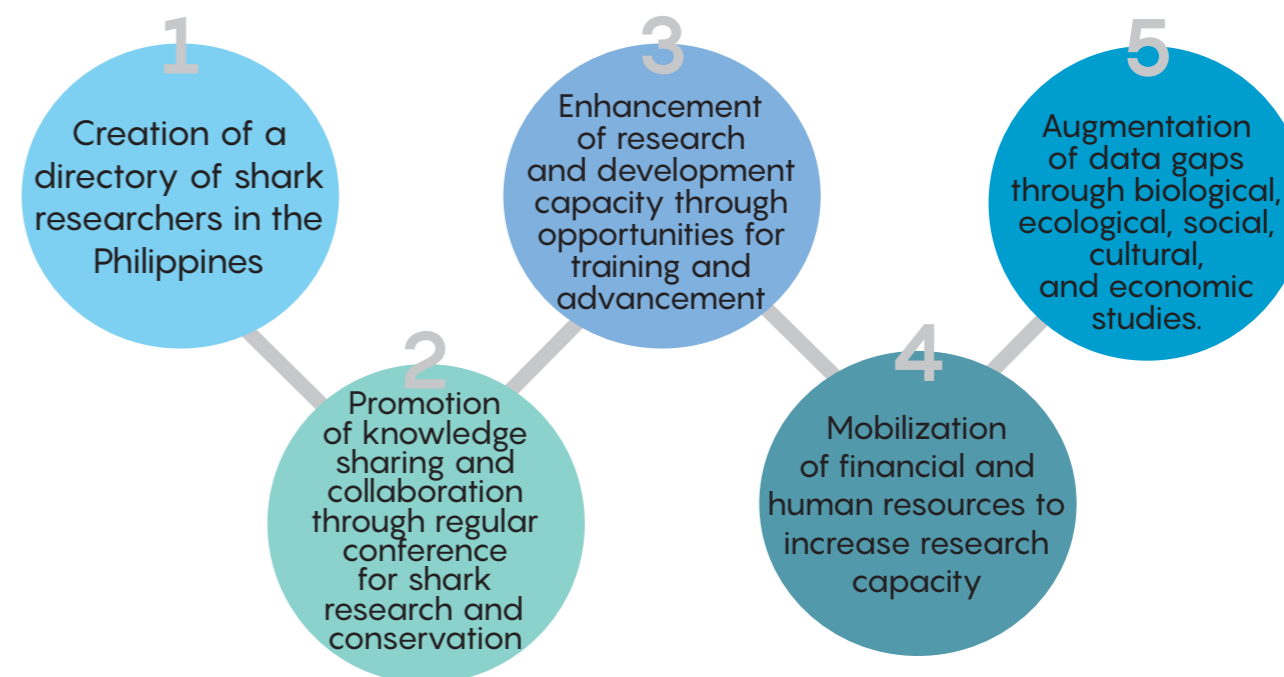 1
Creation of a
directory of shark
researchers in the
Philippines
2
Promotion
of knowledge
sharing and
collaboration
through regular
conference
for shark
research and
conservation
3
Enhancement
of research
and development
capacity through
opportunities for
training and
advancement
4
Mobilization
of financial and
human resources to
increase research
capacity
5
Augmentation
of data gaps
through biological,
ecological, social,
cultural,
and economic
studies.